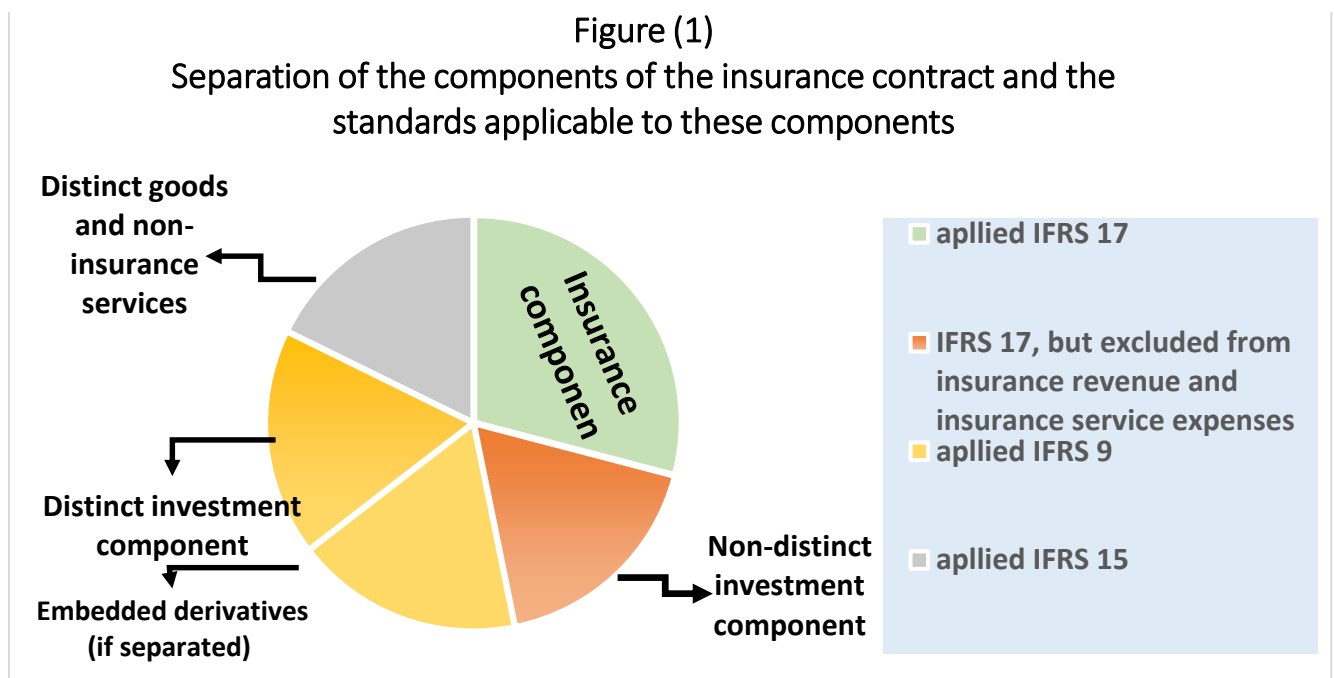 Figure (1)
Separation of the components of the insurance contract and the
standards applicable to these components
Distinct goods
and non-
insurance
services
Insurance
componen
Distinct investment
component
Embedded derivatives
(if separated)
Non-distinct
investment
component
apllied IFRS 17
IFRS 17, but excluded from
insurance revenue and
insurance service expenses
apllied IFRS 9
apllied IFRS 15